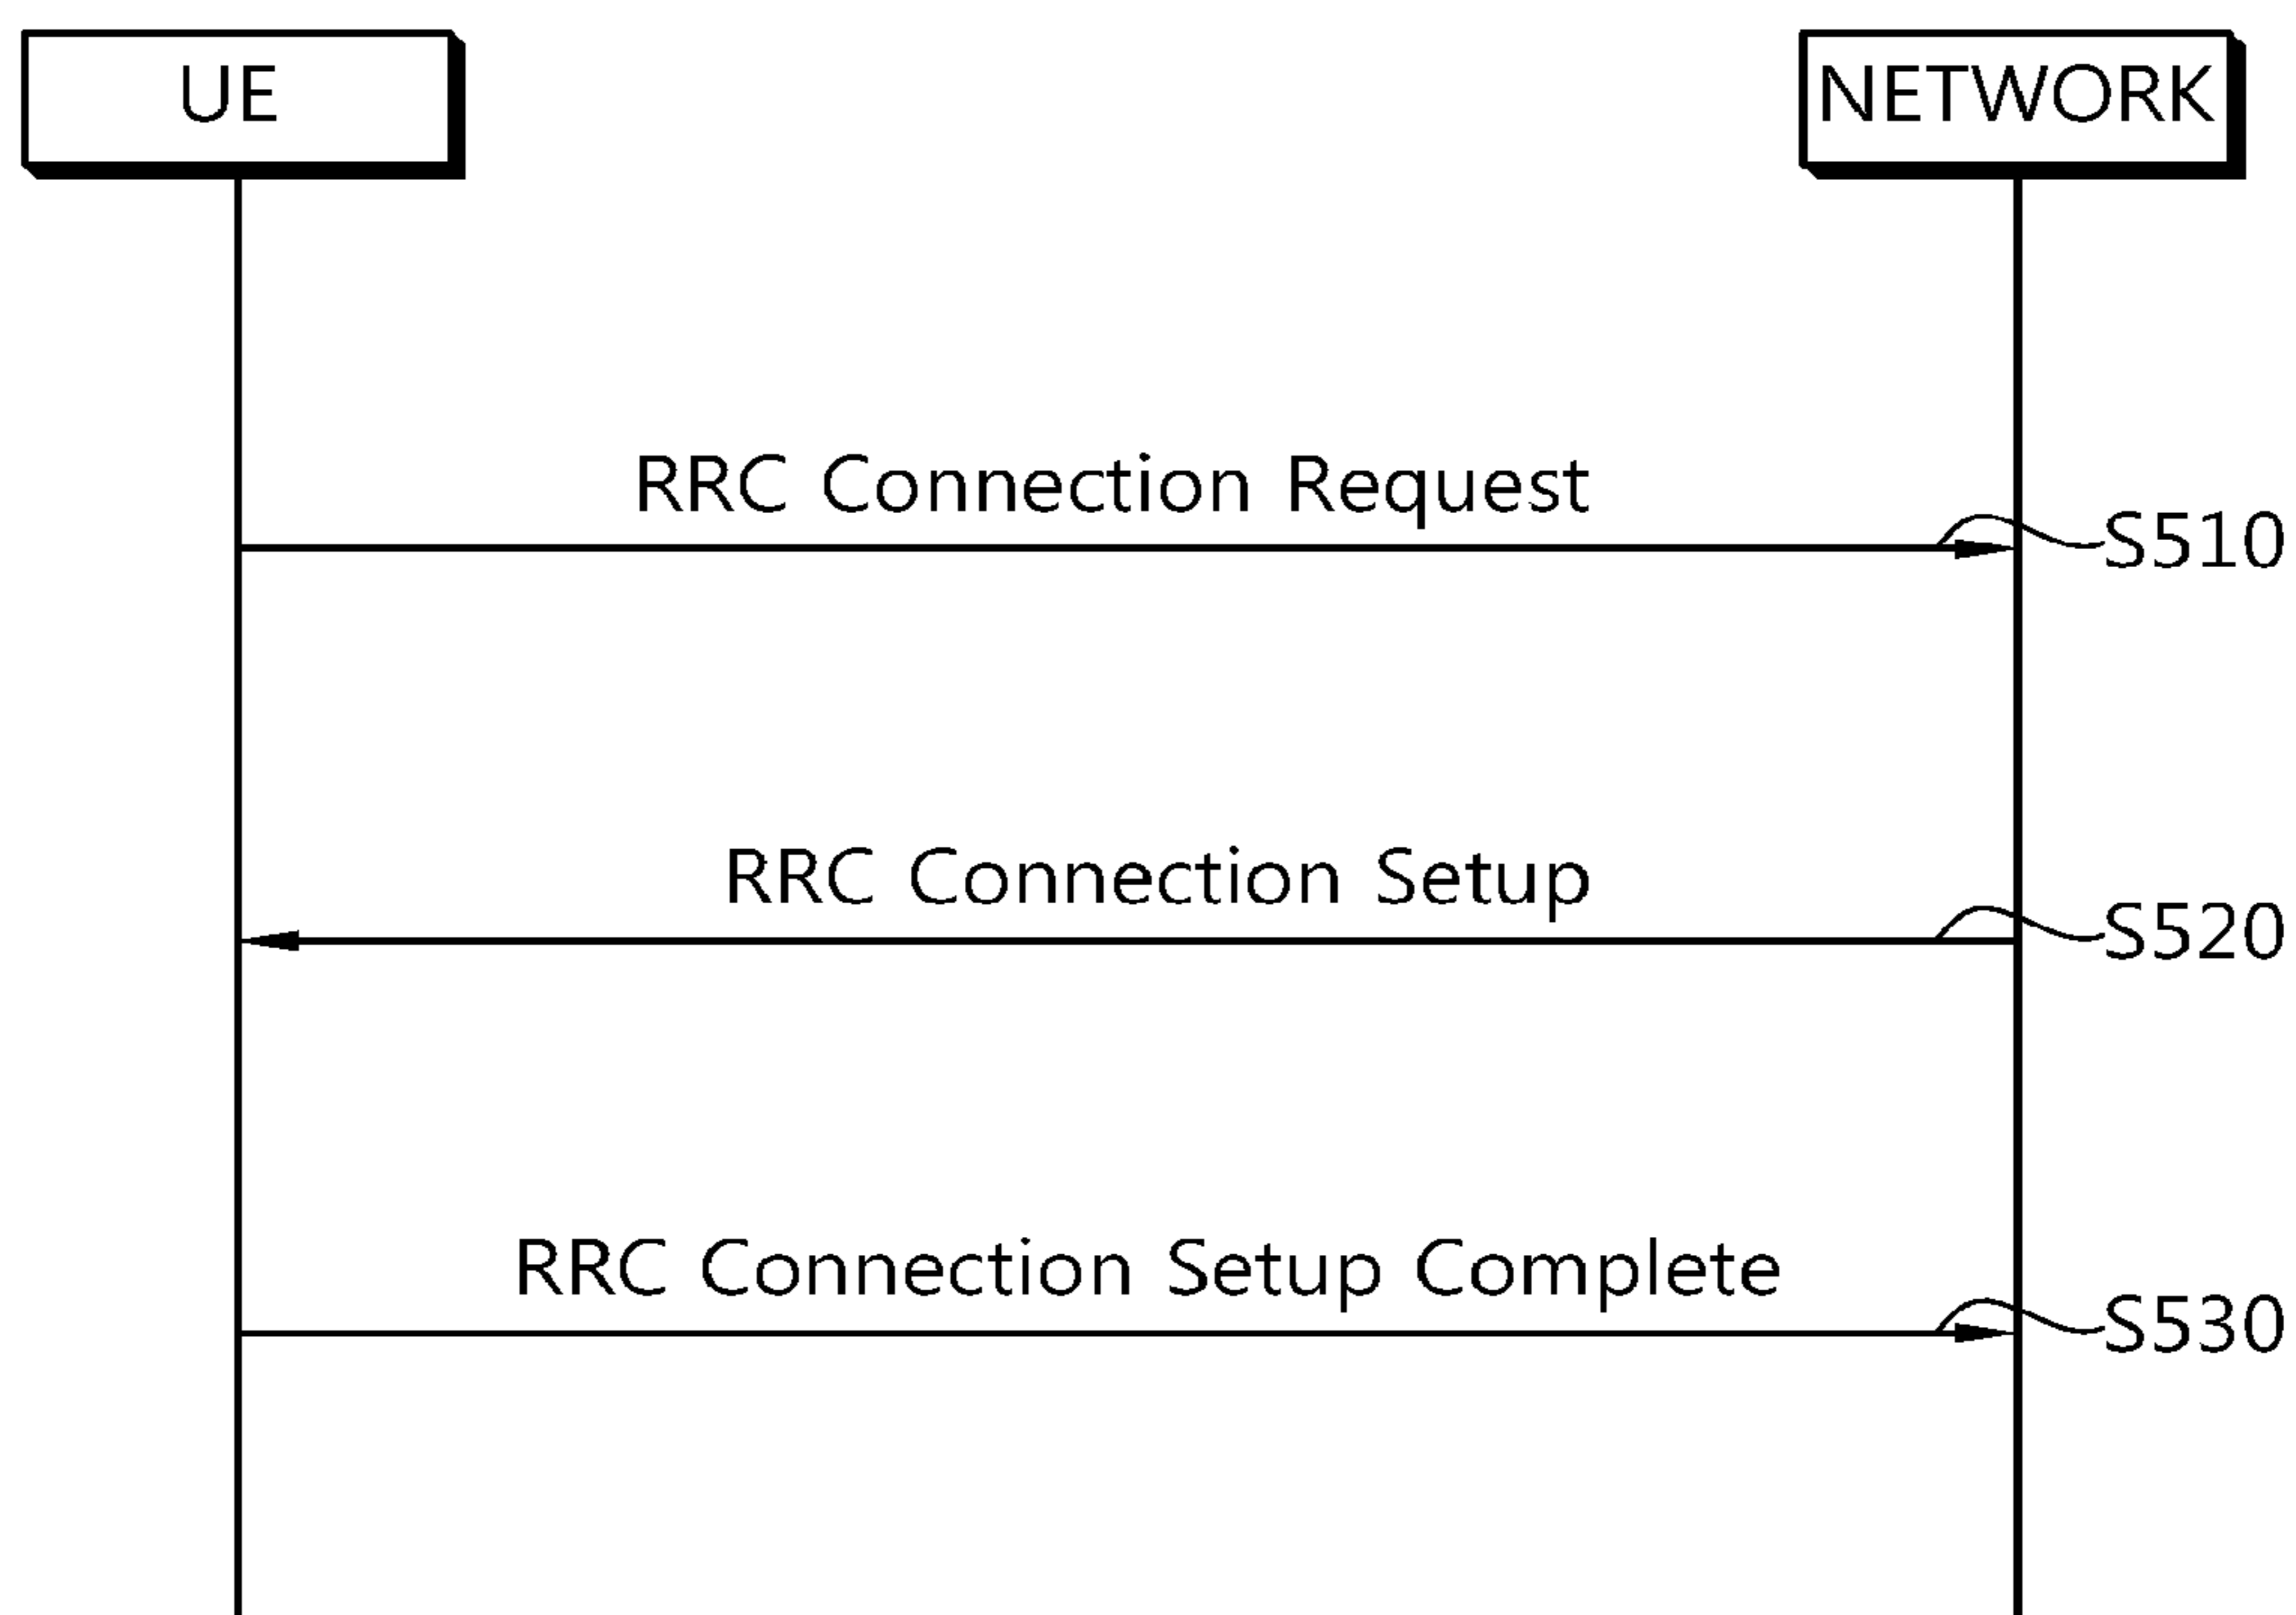 UE
NETWORK
RRC Connection Request
S510
RRC Connection Setup
S520
RRC Connection Setup Complete
S530